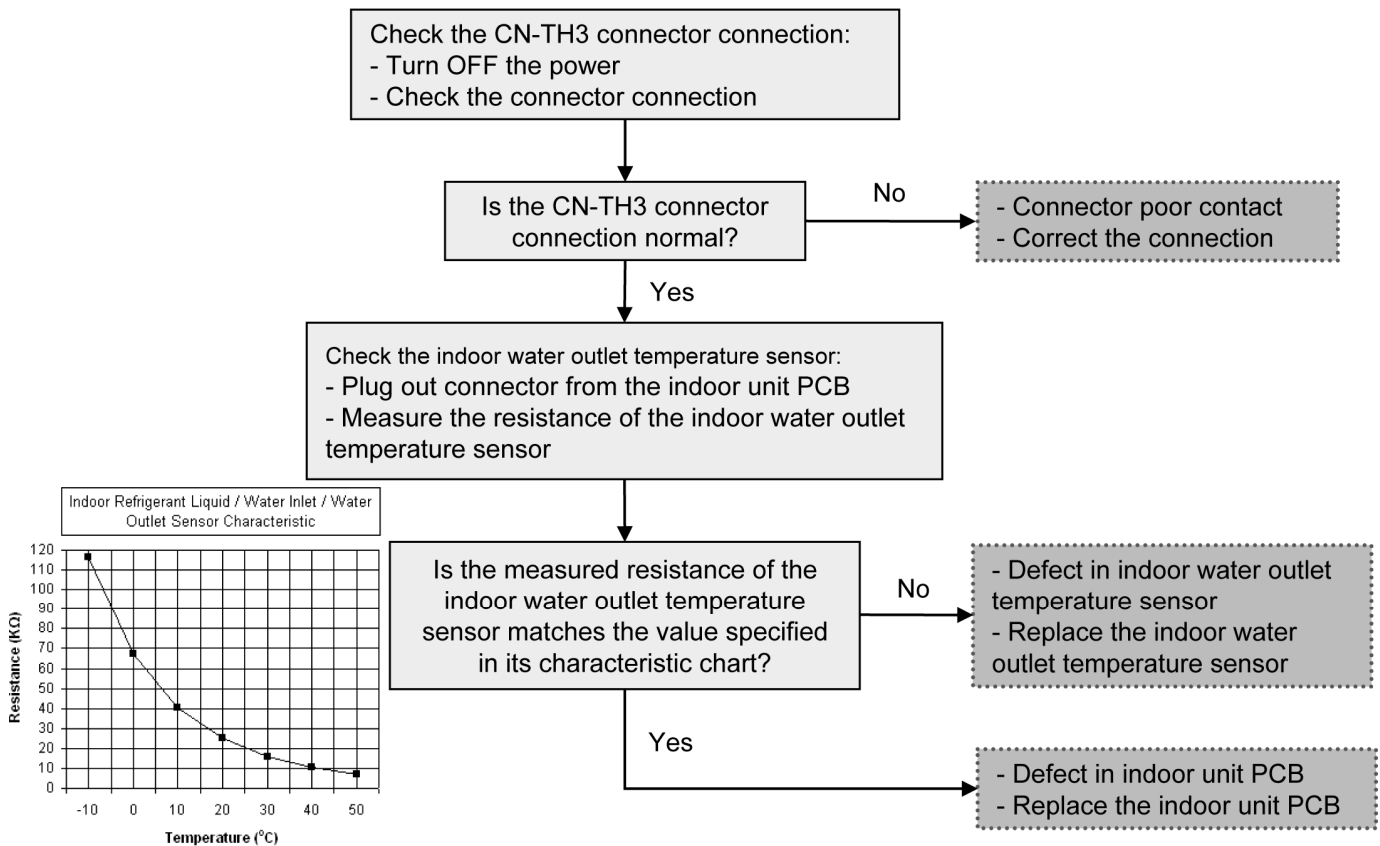 Check the CN-TH3 connector connection:
- Turn OFF the power
- Check the connector connection
Is the CN-TH3 connector
connection normal?
No
- Connector poor contact
- Correct the connection
Yes
Check the indoor water outlet temperature sensor:
- Plug out connector from the indoor unit PCB
- Measure the resistance of the indoor water outlet
temperature sensor
Indoor Refrigerant Liquid / Water Inlet / Water
Outlet Sensor Characteristic
120
110
100
90
80
70
60
50
40
30
20
10
0
Resistance (KΩ)
-10 0 10 20 30 40 50
Temperature (°C)
Is the measured resistance of the
indoor water outlet temperature
sensor matches the value specified
in its characteristic chart?
No
- Defect in indoor water outlet
temperature sensor
- Replace the indoor water
outlet temperature sensor
Yes
- Defect in indoor unit PCB
- Replace the indoor unit PCB